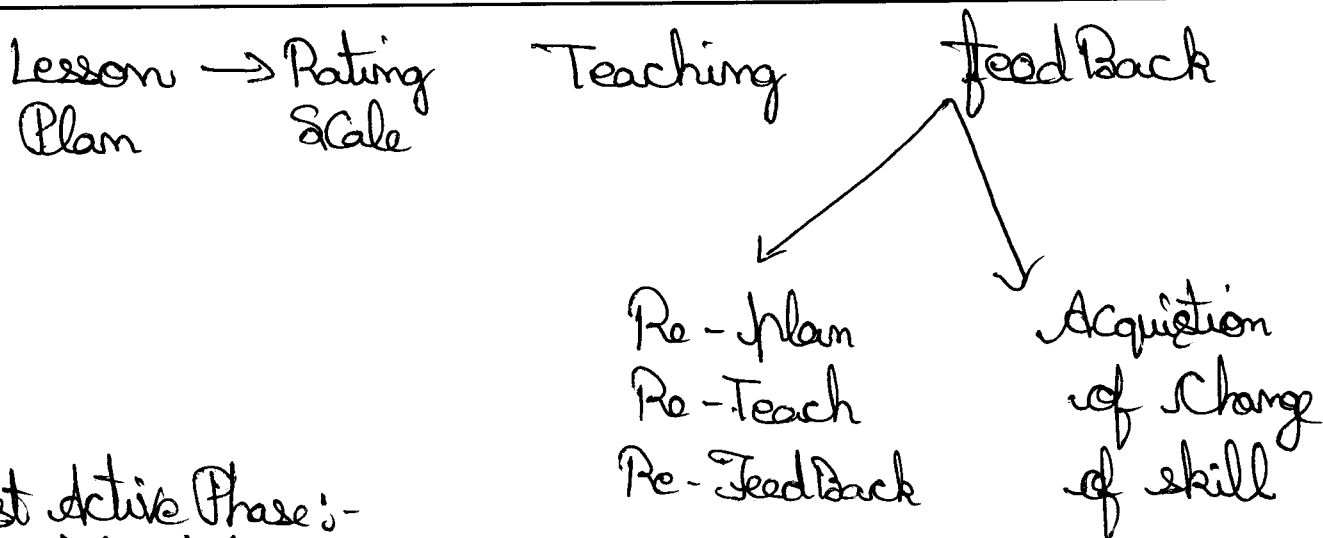 Lesson → Rating Teaching feedBack
Plan Scale
Re-plan Acquistion
Re-Teach of Change
Re-FeedBack of skill
st Active Phase:-